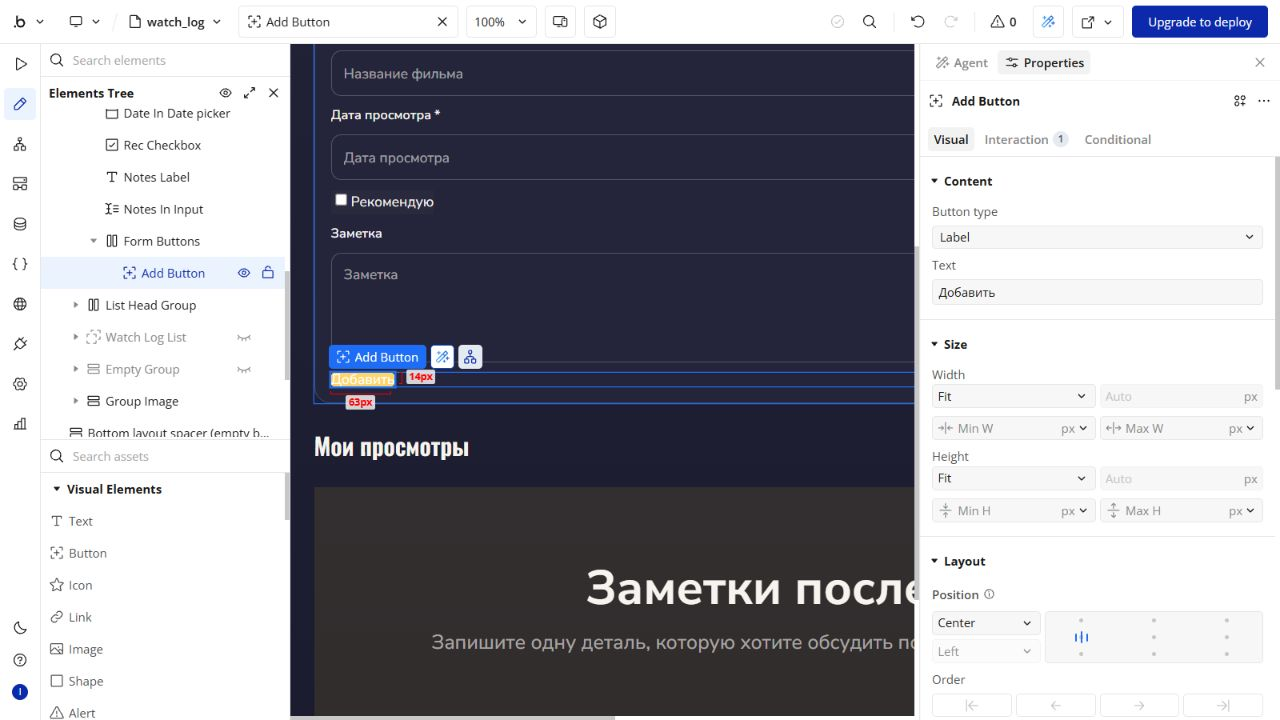 .b
watch_log
Add Button
100%
0
Upgrade to deploy
Search elements
Elements Tree
Date In Date picker
Rec Checkbox
Notes Label
Notes In Input
Form Buttons
Add Button
List Head Group
Watch Log List
Empty Group
Group Image
Bottom layout spacer (empty b...
Search assets
Visual Elements
Text
Button
Icon
Link
Image
Shape
Alert
I
Название фильма
Дата просмотра *
Дата просмотра
Рекомендую
Заметка
Заметка
Add Button
Добавить
14px
63px
Мои просмотры
Заметки после
Запишите одну деталь, которую хотите обсудить по
Agent
Properties
Add Button
Visual
Interaction 1
Conditional
Content
Button type
Label
Text
Добавить
Size
Width
Fit
Auto px
Min W px
Max W px
Height
Fit
Auto px
Min H px
Max H px
Layout
Position
Center
Left
Order